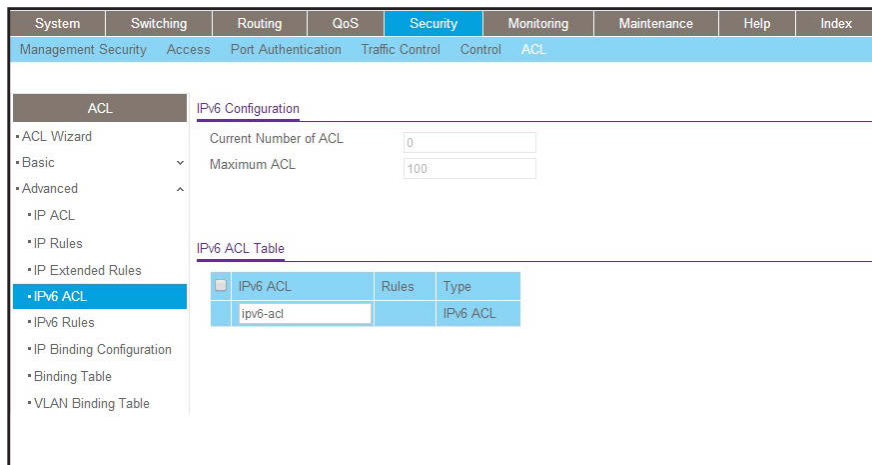 System Switching Routing QoS Security Monitoring Maintenance Help Index
Management Security Access Port Authentication Traffic Control Control ACL
ACL
ACL Wizard
Basic
Advanced
IP ACL
IP Rules
IP Extended Rules
IPv6 ACL
IPv6 Rules
IP Binding Configuration
Binding Table
VLAN Binding Table
IPv6 Configuration
Current Number of ACL 0
Maximum ACL 100
IPv6 ACL Table
IPv6 ACL Rules Type
ipv6-acl IPv6 ACL